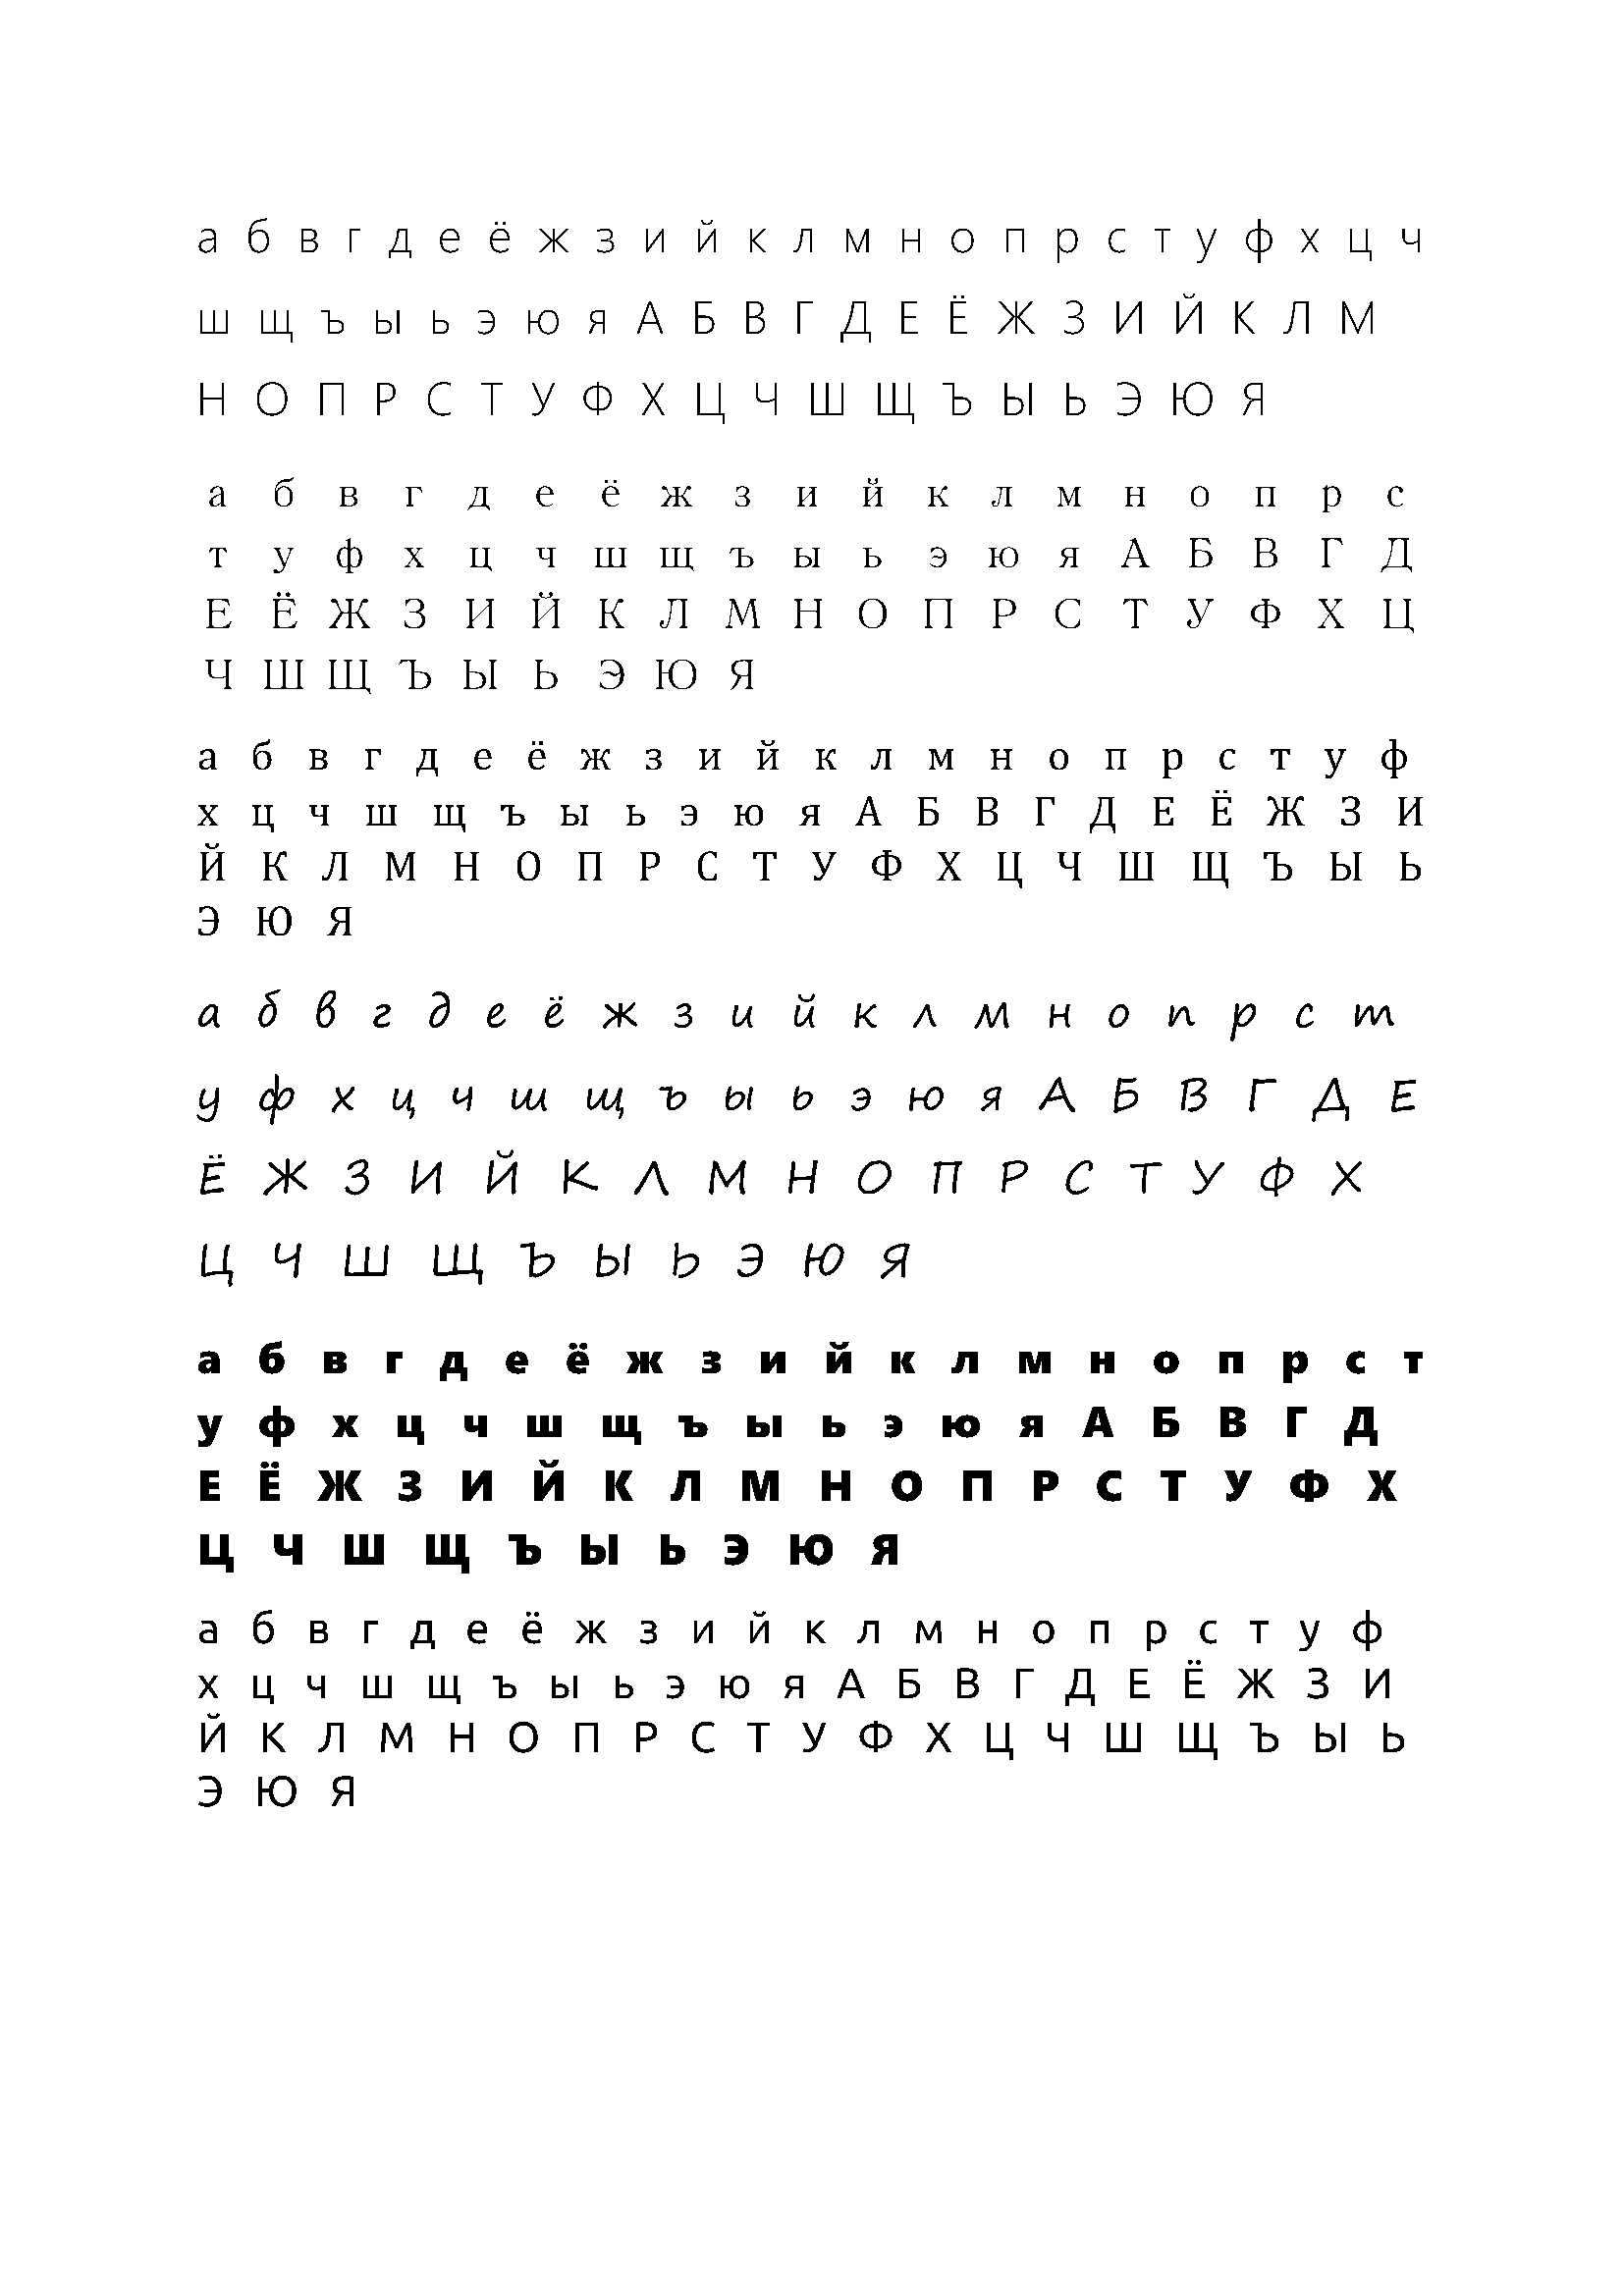 а б в г д е ё ж з и й к л м н о п р с т у ф х ц ч
ш щ ъ ы ь э ю я А Б В Г Д Е Ё Ж З И Й К Л М
Н О П Р С Т У Ф Х Ц Ч Ш Щ Ъ Ы Ь Э Ю Я
а б в г д е ё ж з и й к л м н о п р с
т у ф х ц ч ш щ ъ ы ь э ю я А Б В Г Д
Е Ё Ж З И Й К Л М Н О П Р С Т У Ф Х Ц
Ч Ш Щ Ъ Ы Ь Э Ю Я
а б в г д е ё ж з и й к л м н о п р с т у ф
х ц ч ш щ ъ ы ь э ю я А Б В Г Д Е Ё Ж З И
Й К Л М Н О П Р С Т У Ф Х Ц Ч Ш Щ Ъ Ы Ь
Э Ю Я
а б в г д е ё ж з и й к л м н о п р с т
у ф х ц ч ш щ ъ ы ь э ю я А Б В Г Д Е
Ё Ж З И Й К Л М Н О П Р С Т У Ф Х
Ц Ч Ш Щ Ъ Ы Ь Э Ю Я
а б в г д е ё ж з и й к л м н о п р с т
у ф х ц ч ш щ ъ ы ь э ю я А Б В Г Д
Е Ё Ж З И Й К Л М Н О П Р С Т У Ф Х
Ц Ч Ш Щ Ъ Ы Ь Э Ю Я
а б в г д е ё ж з и й к л м н о п р с т у ф
х ц ч ш щ ъ ы ь э ю я А Б В Г Д Е Ё Ж З И
Й К Л М Н О П Р С Т У Ф Х Ц Ч Ш Щ Ъ Ы Ь
Э Ю Я